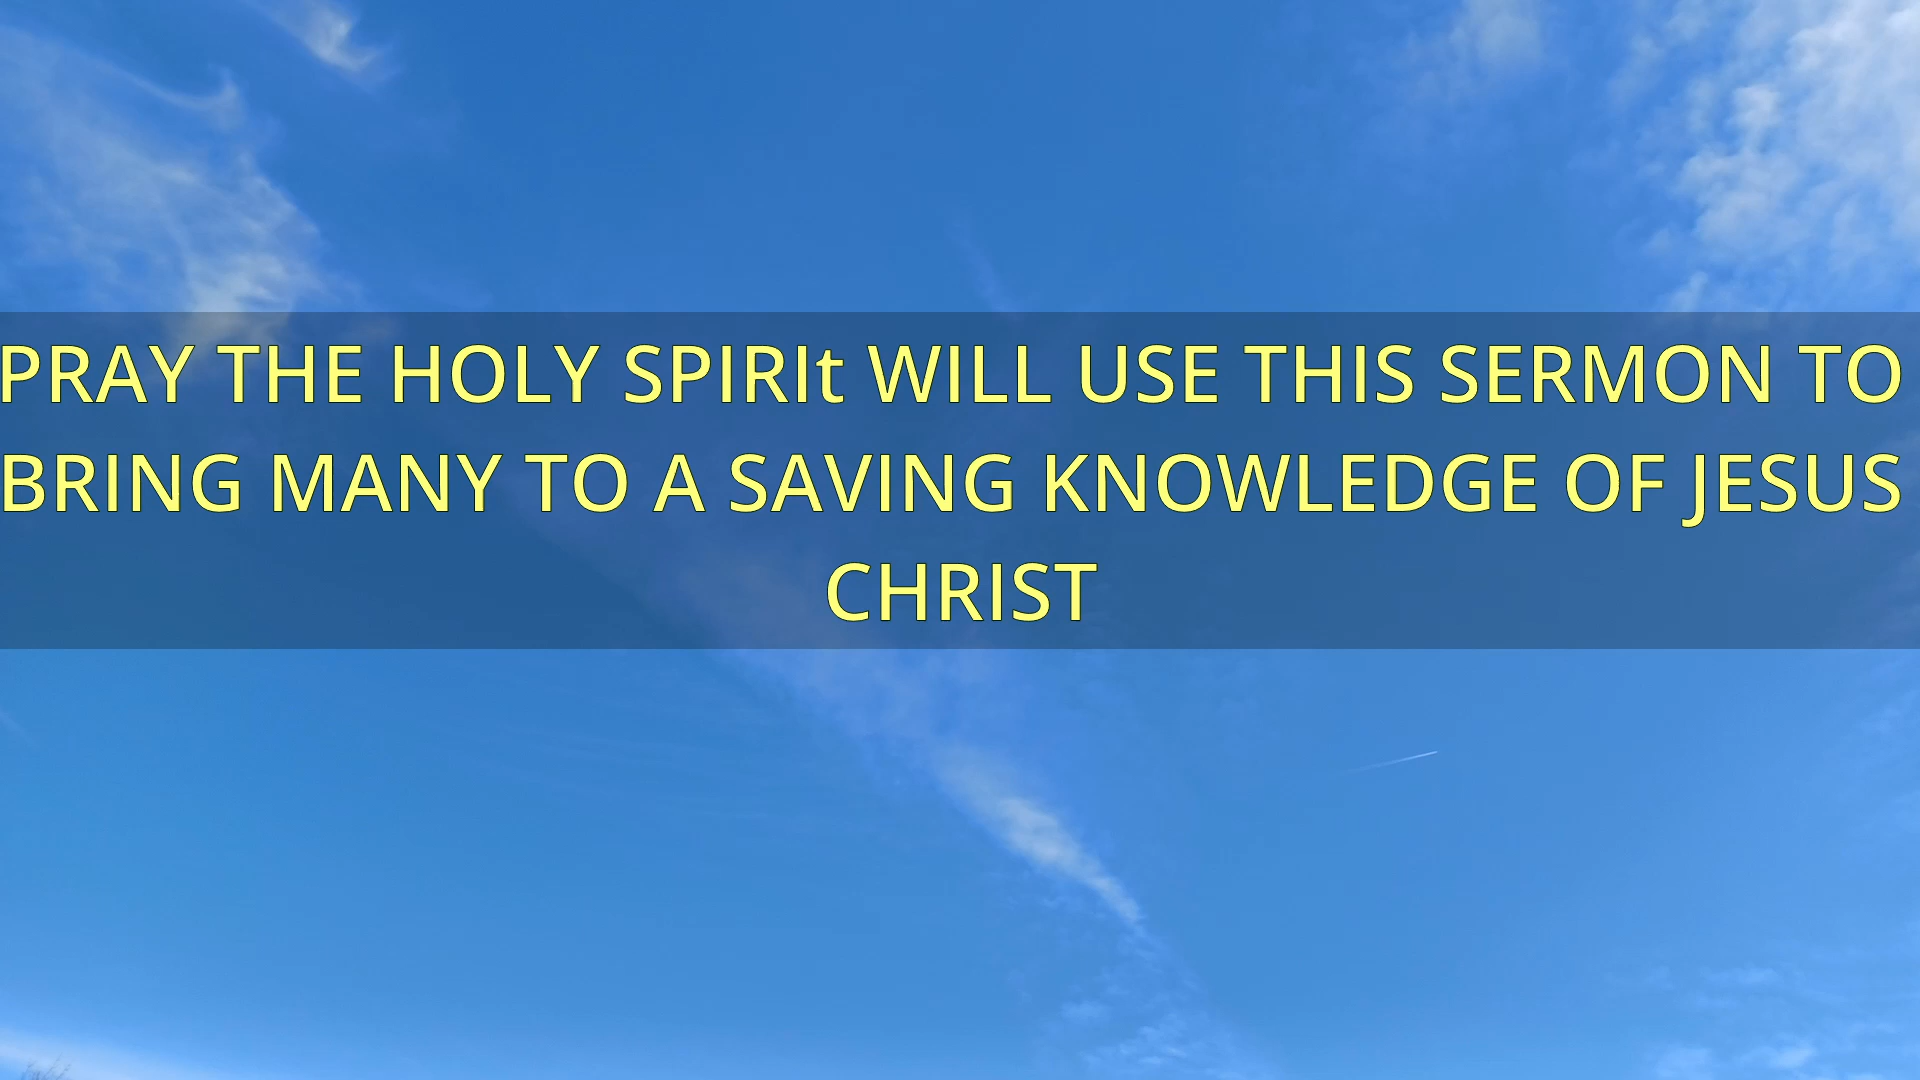 PRAY THE HOLY SPIRIt WILL USE THIS SERMON TO
BRING MANY TO A SAVING KNOWLEDGE OF JESUS
CHRIST